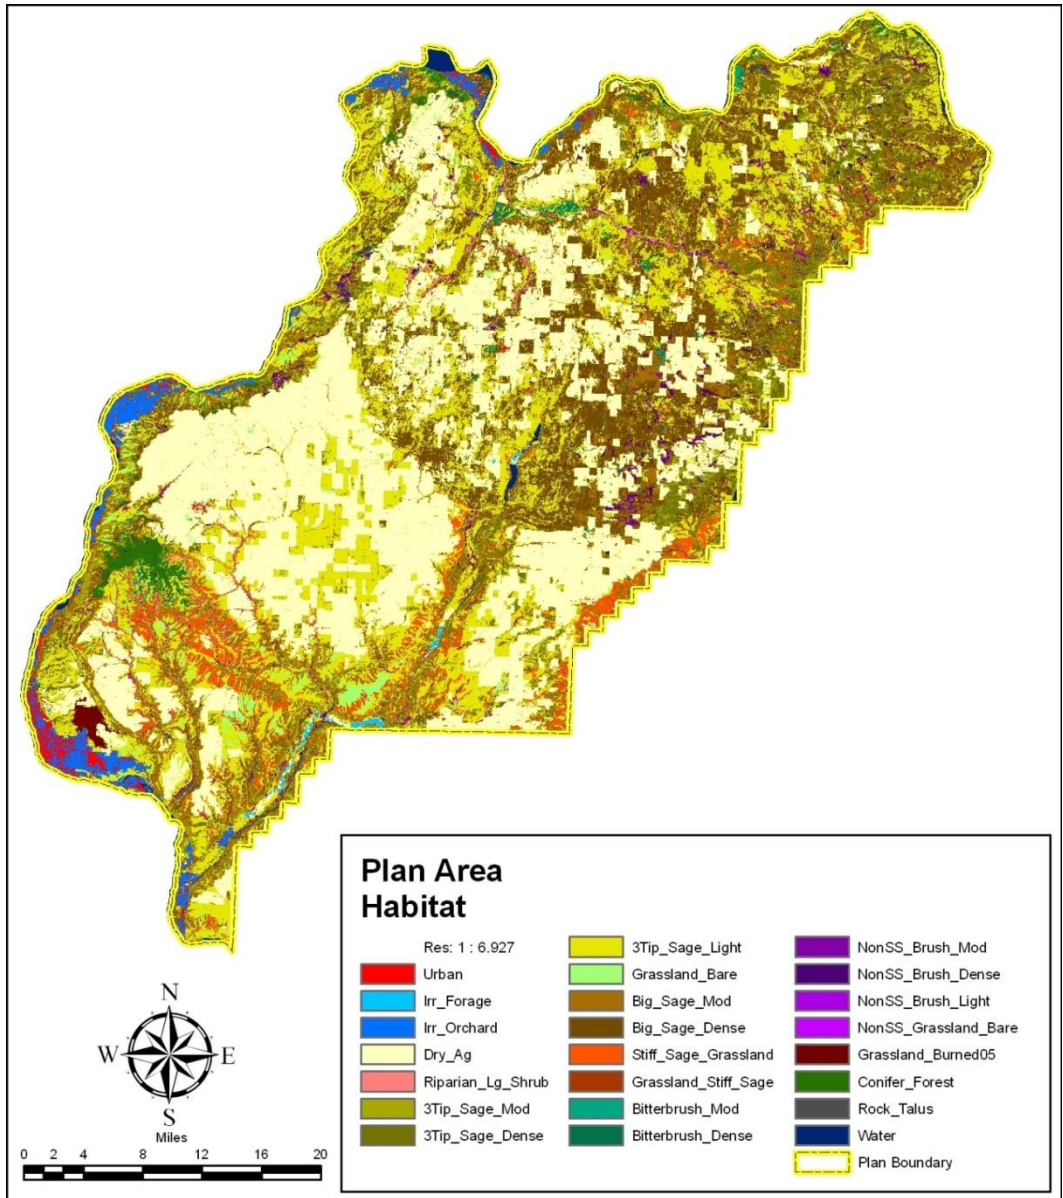 Plan Area
Habitat
Res: 1 : 6.927
Urban
Irr_Forage
Irr_Orchard
Dry_Ag
Riparian_Lg_Shrub
3Tip_Sage_Mod
3Tip_Sage_Dense
3Tip_Sage_Light
Grassland_Bare
Big_Sage_Mod
Big_Sage_Dense
Stiff_Sage_Grassland
Grassland_Stiff_Sage
Bitterbrush_Mod
Bitterbrush_Dense
NonSS_Brush_Mod
NonSS_Brush_Dense
NonSS_Brush_Light
NonSS_Grassland_Bare
Grassland_Burned05
Conifer_Forest
Rock_Talus
Water
Plan Boundary
N
W E
S
Miles
0 2 4 8 12 16 20